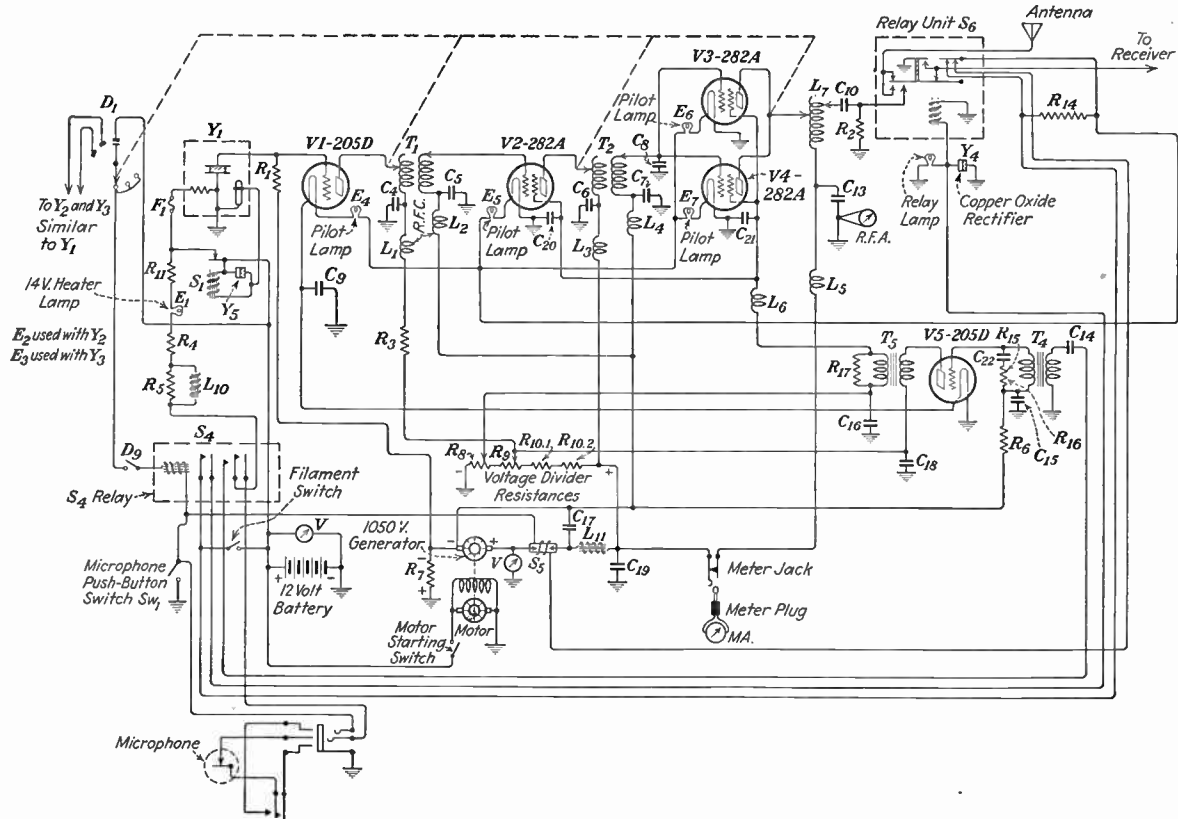 Relay Unit S6
Antenna
To
Receiver
V3-282A
Pilot
Lamp
E6
L7
C10
R2
R14
D1
Y1
R1
V1-205D
T1
V2-282A
T2
C8
V4-
282A
To Y2 and Y3
Similar
to Y1
F1
E4
Pilot
Lamp
C4
R.F.C.
C5
L1
L2
E5
Pilot
Lamp
C20
C6
C7
L3
L4
E7
Pilot
Lamp
C21
C13
R.F.A.
Relay
Lamp
Y4
Copper Oxide
Rectifier
R11
S1
Y5
14V. Heater
Lamp
E1
C9
L6
L5
E2 used with Y2
E3 used with Y3
R4
R5
L10
R3
T5
V5-205D
R15
T4
C14
C22
R17
C16
R16
R6
C15
C18
D9
S4
S4 Relay
Filament
Switch
R8
R9
R10.1
R10.2
- +
Voltage Divider
Resistances
V
1050 V.
Generator
- +
C17
L11
V
S5
C19
Microphone
Push-Button
Switch Sw1
+ -
12 Volt
Battery
R7
-
+
Motor
Motor
Starting
Switch
Meter Jack
Meter Plug
MA.
Microphone